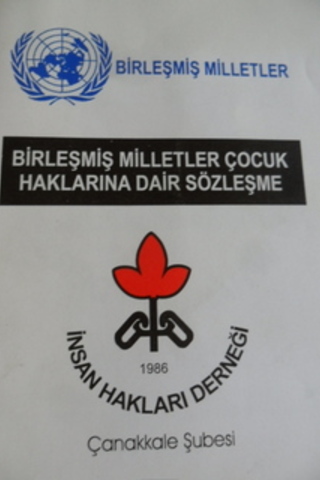 BİRLEŞMİŞ MİLLETLER
BİRLEŞMİŞ MİLLETLER ÇOCUK
HAKLARINA DAİR SÖZLEŞME
1986
İNSAN HAKLARI DERNEĞİ
Çanakkale Şubesi